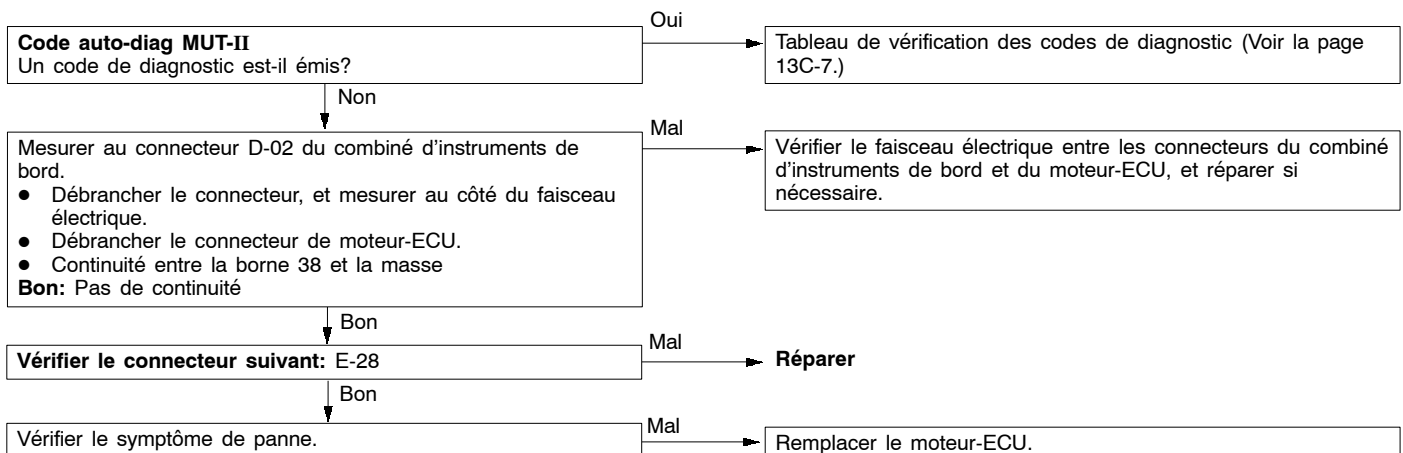 Code auto-diag MUT-II
Un code de diagnostic est-il émis?
Oui
Tableau de vérification des codes de diagnostic (Voir la page
13C-7.)
Non
Mesurer au connecteur D-02 du combiné d'instruments de
bord.
● Débrancher le connecteur, et mesurer au côté du faisceau
électrique.
● Débrancher le connecteur de moteur-ECU.
● Continuité entre la borne 38 et la masse
Bon: Pas de continuité
Mal
Vérifier le faisceau électrique entre les connecteurs du combiné
d'instruments de bord et du moteur-ECU, et réparer si
nécessaire.
Bon
Vérifier le connecteur suivant: E-28
Mal
Réparer
Bon
Vérifier le symptôme de panne.
Mal
Remplacer le moteur-ECU.